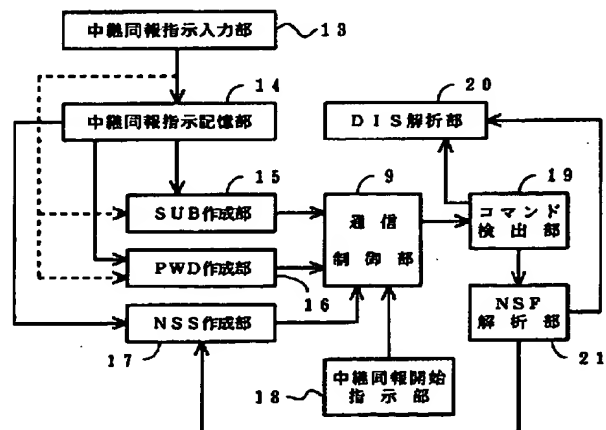 中継同報指示入力部
13
14
中継同報指示記憶部
20
DIS解析部
15
SUB作成部
9
通信
制御部
19
コマンド
検出部
PWD作成部
16
NSS作成部
17
NSF
解析部
21
中継同報開始
指示部
18